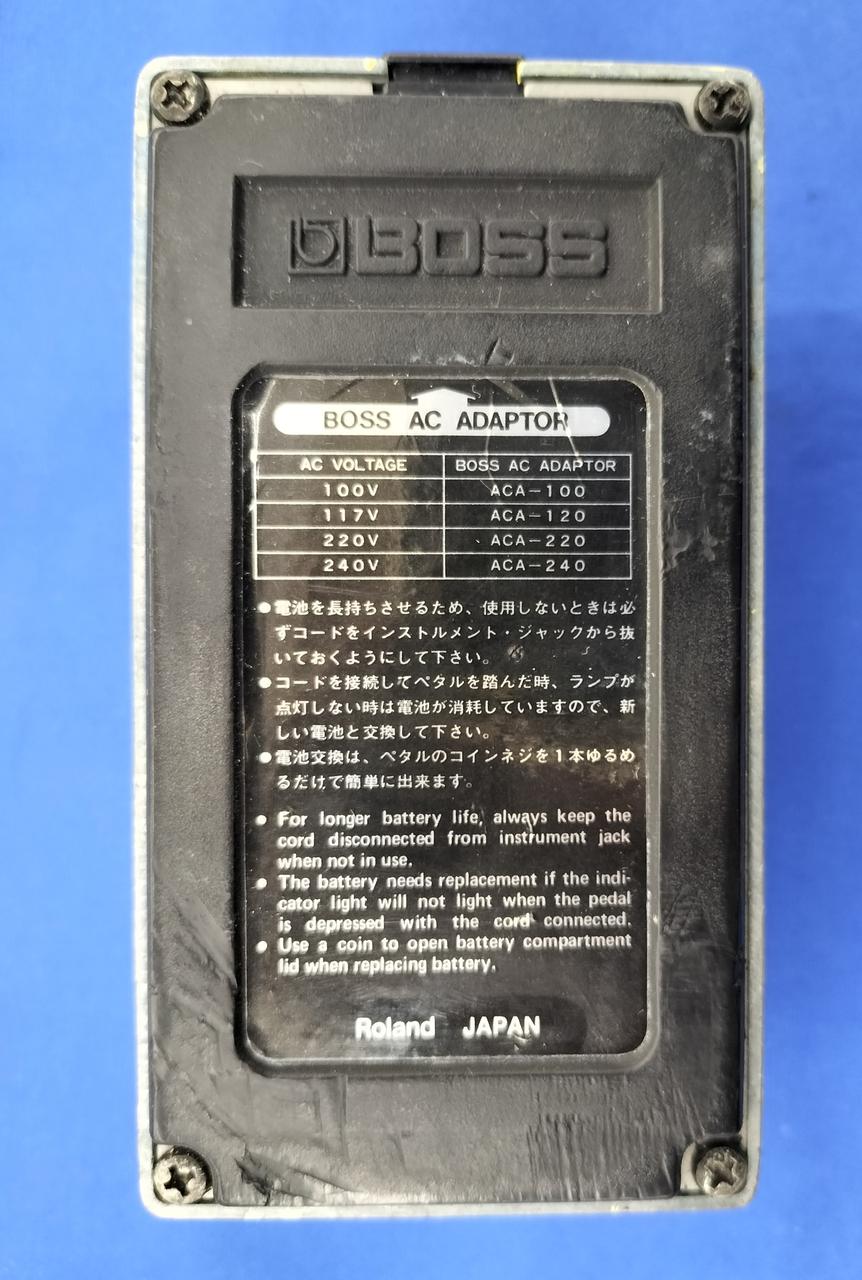 BOSS
BOSS AC ADAPTOR
AC VOLTAGE BOSS AC ADAPTOR
100V ACA-100
117V ACA-120
220V ACA-220
240V ACA-240
●電池を長持ちさせるため、使用しないときは必
ずコードをインストルメント・ジャックから抜
いておくようにして下さい。
●コードを接続してペタルを踏んだ時、ランプが
点灯しない時は電池が消耗していますので、新
しい電池と交換して下さい。
●電池交換は、ペタルのコインネジを1本ゆるめ
るだけで簡単に出来ます。
● For longer battery life, always keep the
cord disconnected from instrument jack
when not in use.
● The battery needs replacement if the indi-
cator light will not light when the pedal
is depressed with the cord connected.
● Use a coin to open battery compartment
lid when replacing battery.
Roland JAPAN